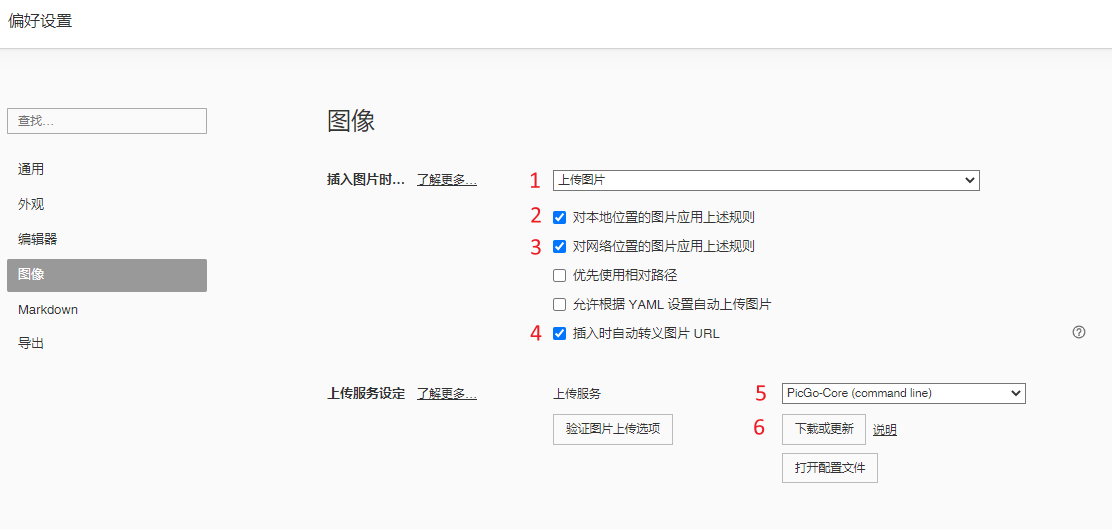 偏好设置
查找...
通用
外观
编辑器
图像
Markdown
导出
图像
插入图片时... 了解更多... 1 上传图片
2 对本地位置的图片应用上述规则
3 对网络位置的图片应用上述规则
优先使用相对路径
允许根据 YAML 设置自动上传图片
4 插入时自动转义图片 URL ?
上传服务设定 了解更多... 上传服务 5 PicGo-Core (command line)
验证图片上传选项 6 下载或更新 说明
打开配置文件